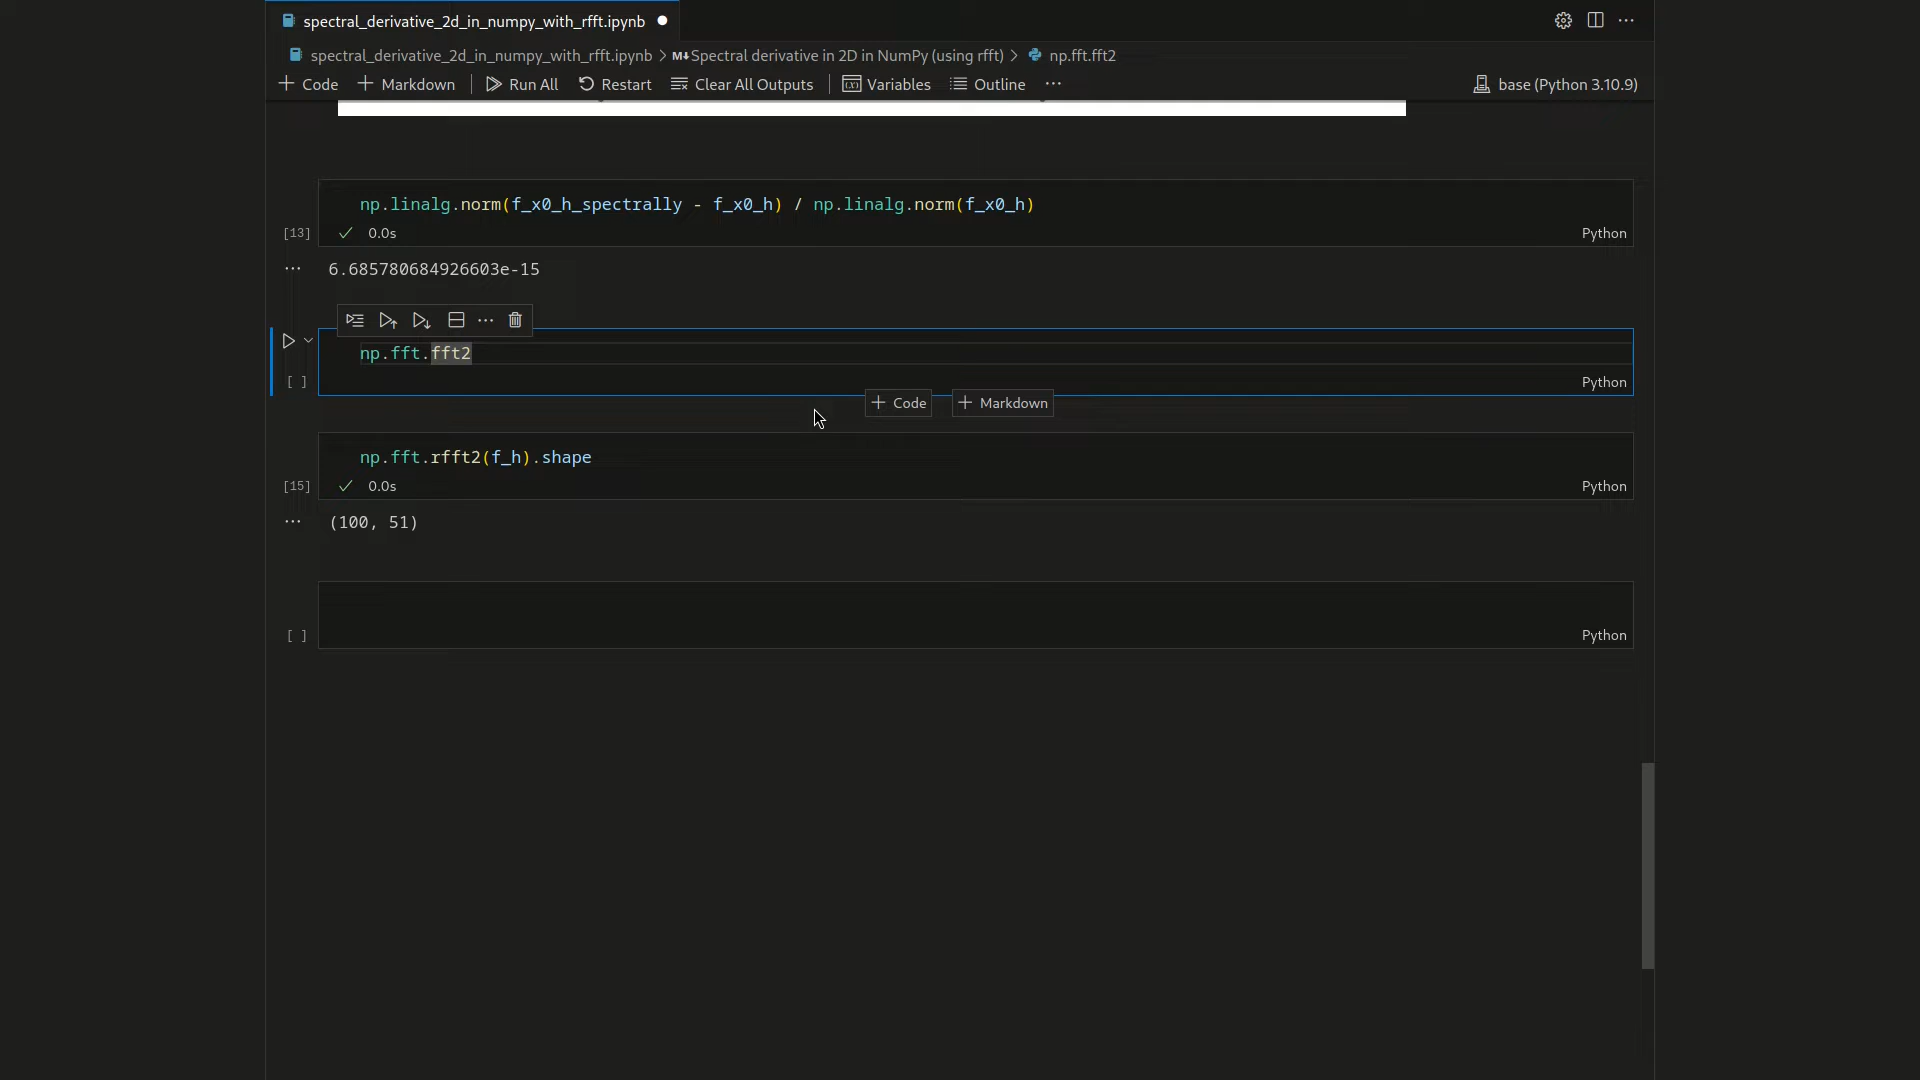 spectral_derivative_2d_in_numpy_with_rfft.ipynb
spectral_derivative_2d_in_numpy_with_rfft.ipynb > M↓ Spectral derivative in 2D in NumPy (using rfft) > np.fft.fft2
+ Code + Markdown Run All Restart Clear All Outputs Variables Outline ··· base (Python 3.10.9)
np.linalg.norm(f_x0_h_spectrally - f_x0_h) / np.linalg.norm(f_x0_h)
[13] ✓ 0.0s Python
··· 6.685780684926603e-15
np.fft.fft2
[ ] Python
+ Code + Markdown
np.fft.rfft2(f_h).shape
[15] ✓ 0.0s Python
··· (100, 51)
[ ] Python